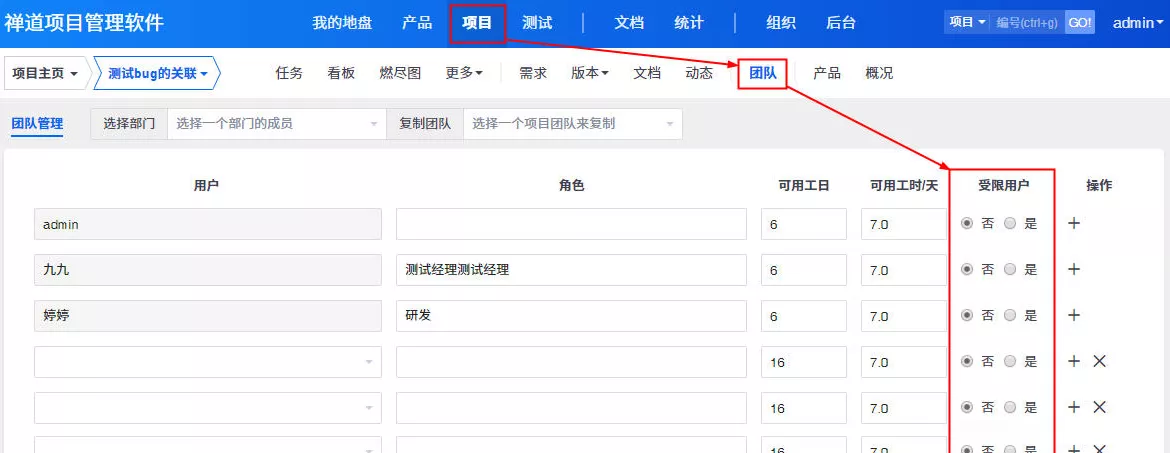 禅道项目管理软件 我的地盘 产品 项目 测试 文档 统计 组织 后台 项目 编号(ctrl+g) GO! admin
项目主页 测试bug的关联 任务 看板 燃尽图 更多 需求 版本 文档 动态 团队 产品 概况
团队管理 选择部门 选择一个部门的成员 复制团队 选择一个项目团队来复制
用户 角色 可用工日 可用工时/天 受限用户 操作
admin 6 7.0 否 是
九九 测试经理测试经理 6 7.0 否 是
婷婷 研发 6 7.0 否 是
16 7.0 否 是
16 7.0 否 是
16 7.0 否 是